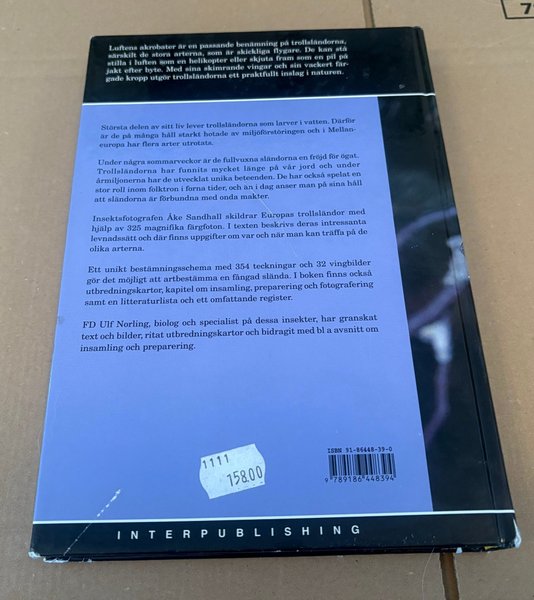 Luftens akrobater är en passande benämning på trollsländorna,
särskilt de stora arterna, som är skickliga flygare. De kan stå
stilla i luften som en helikopter eller skjuta fram som en pil på
jakt efter byte. Med sina skimrande vingar och sin vackert fär-
gade kropp utgör trollsländorna ett praktfullt inslag i naturen.
Största delen av sitt liv lever trollsländorna som larver i vatten. Därför
är de på många håll starkt hotade av miljöförstöringen och i Mellan-
europa har flera arter utrotats.
Under några sommarveckor är de fullvuxna sländorna en fröjd för ögat.
Trollsländorna har funnits mycket länge på vår jord och under
årmiljonerna har de utvecklat unika beteenden. De har också spelat en
stor roll inom folktron i forna tider, och än i dag anser man på sina håll
att sländorna är förbundna med onda makter.
Insektsfotografen Åke Sandhall skildrar Europas trollsländor med
hjälp av 325 magnifika färgfoton. I texten beskrivs deras intressanta
levnadssätt och där finns uppgifter om var och när man kan träffa på de
olika arterna.
Ett unikt bestämningsschema med 354 teckningar och 32 vingbilder
gör det möjligt att artbestämma en fångad slända. I boken finns också
utbredningskartor, kapitel om insamling, preparering och fotografering
samt en litteraturlista och ett omfattande register.
FD Ulf Norling, biolog och specialist på dessa insekter, har granskat
text och bilder, ritat utbredningskartor och bidragit med bl a avsnitt om
insamling och preparering.
ISBN 91-86448-39-0
9 789186 448394
1111
158.00
INTERPUBLISHING